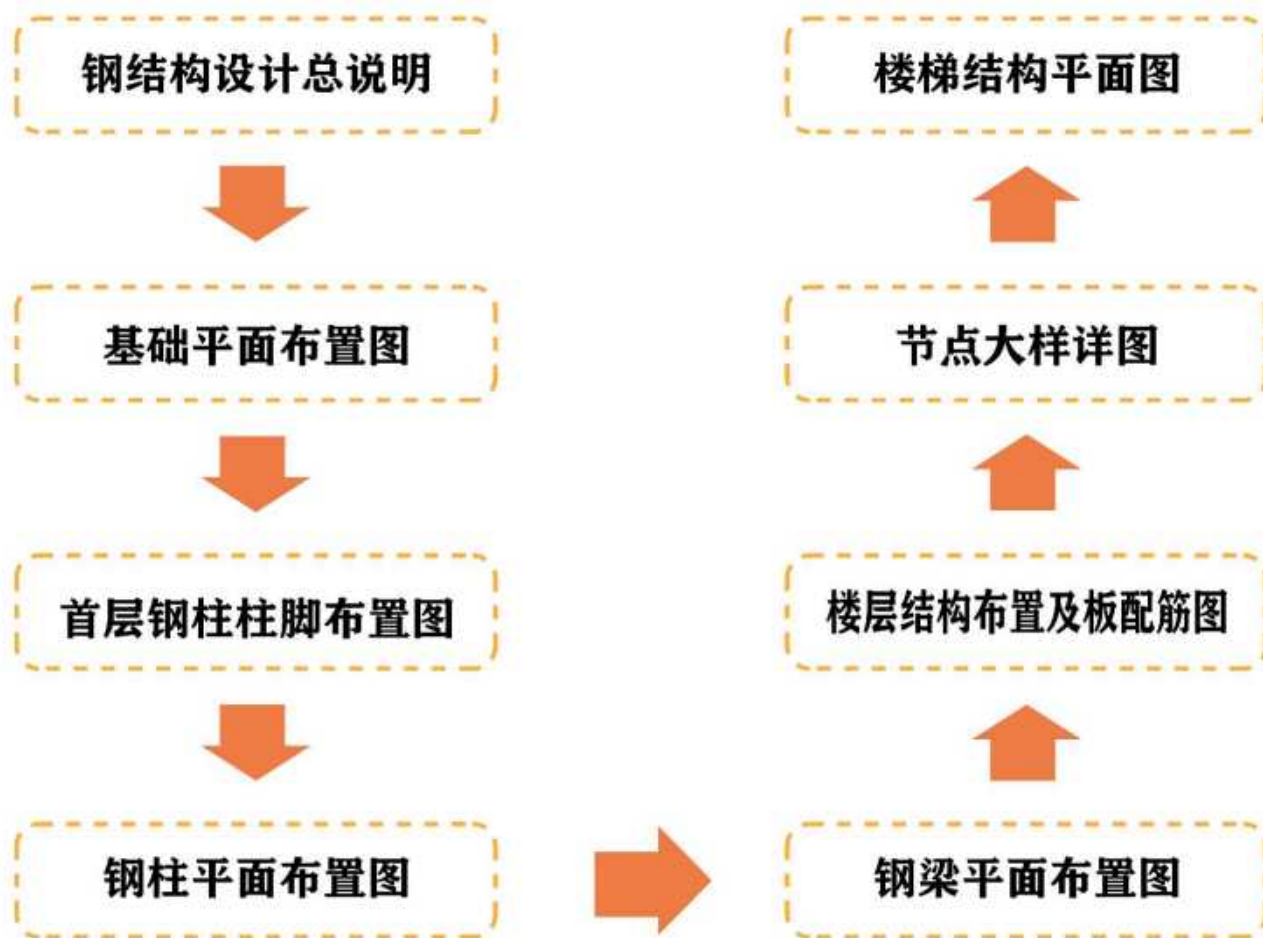 钢结构设计总说明
基础平面布置图
首层钢柱柱脚布置图
钢柱平面布置图
钢梁平面布置图
楼层结构布置及板配筋图
节点大样详图
楼梯结构平面图